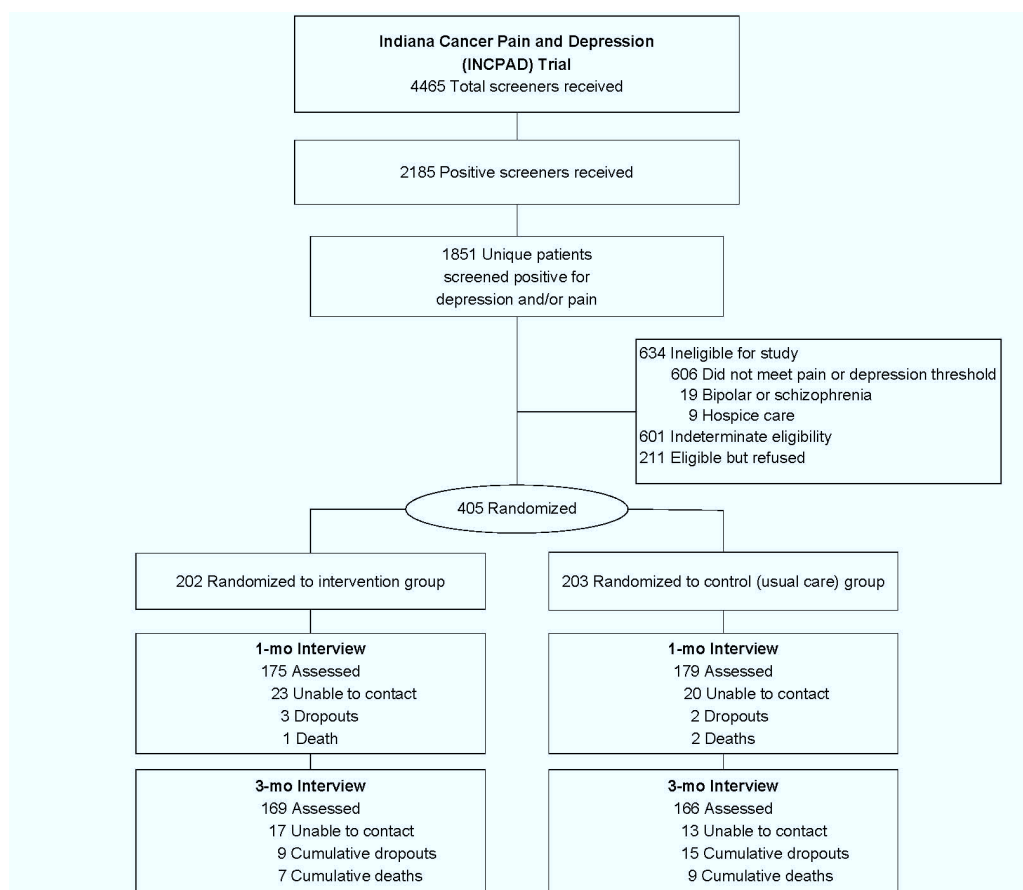 Indiana Cancer Pain and Depression
(INCPAD) Trial
4465 Total screeners received
2185 Positive screeners received
1851 Unique patients
screened positive for
depression and/or pain
634 Ineligible for study
606 Did not meet pain or depression threshold
19 Bipolar or schizophrenia
9 Hospice care
601 Indeterminate eligibility
211 Eligible but refused
405 Randomized
202 Randomized to intervention group
203 Randomized to control (usual care) group
1-mo Interview
175 Assessed
23 Unable to contact
3 Dropouts
1 Death
1-mo Interview
179 Assessed
20 Unable to contact
2 Dropouts
2 Deaths
3-mo Interview
169 Assessed
17 Unable to contact
9 Cumulative dropouts
7 Cumulative deaths
3-mo Interview
166 Assessed
13 Unable to contact
15 Cumulative dropouts
9 Cumulative deaths